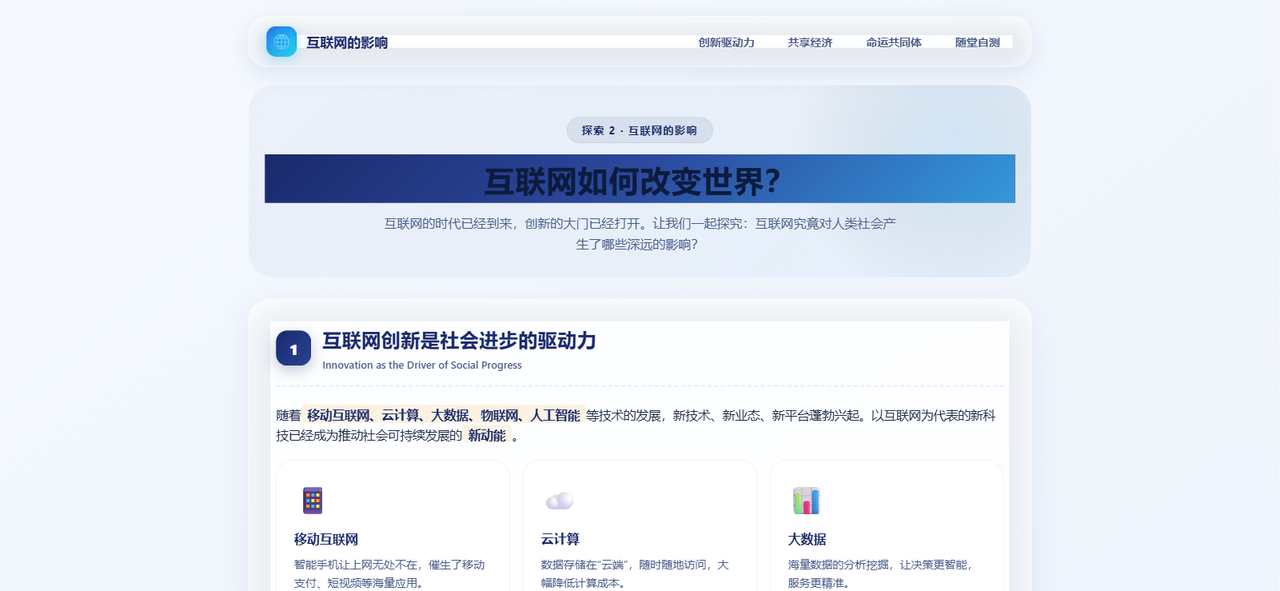 互联网的影响
创新驱动力 共享经济 命运共同体 随堂自测
探索 2 · 互联网的影响
互联网如何改变世界？
互联网的时代已经到来，创新的大门已经打开。让我们一起探究：互联网究竟对人类社会产
生了哪些深远的影响？
1
互联网创新是社会进步的驱动力
Innovation as the Driver of Social Progress
随着 移动互联网、云计算、大数据、物联网、人工智能 等技术的发展，新技术、新业态、新平台蓬勃兴起。以互联网为代表的新科
技已经成为推动社会可持续发展的 新动能 。
移动互联网
智能手机让上网无处不在，催生了移动
支付、短视频等海量应用。
云计算
数据存储在"云端"，随时随地访问，大
幅降低计算成本。
大数据
海量数据的分析挖掘，让决策更智能，
服务更精准。